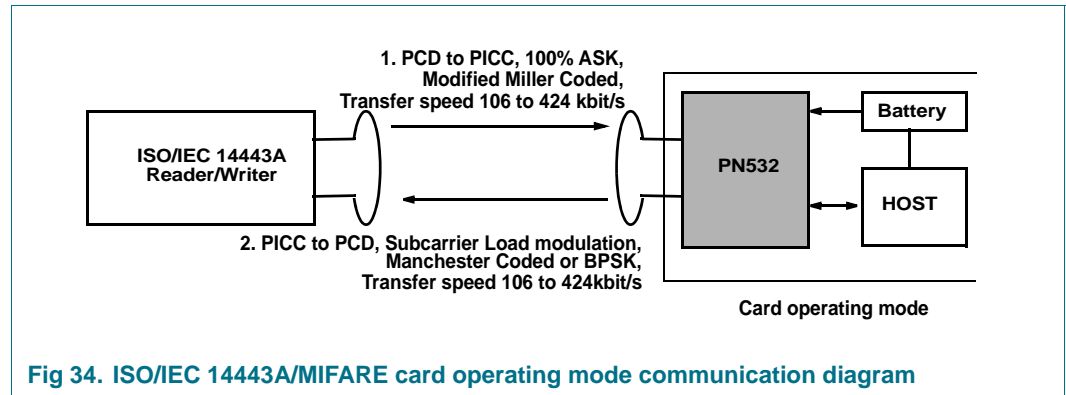 1. PCD to PICC, 100% ASK,
Modified Miller Coded,
Transfer speed 106 to 424 kbit/s
ISO/IEC 14443A
Reader/Writer
PN532
Battery
HOST
2. PICC to PCD, Subcarrier Load modulation,
Manchester Coded or BPSK,
Transfer speed 106 to 424kbit/s
Card operating mode
Fig 34. ISO/IEC 14443A/MIFARE card operating mode communication diagram